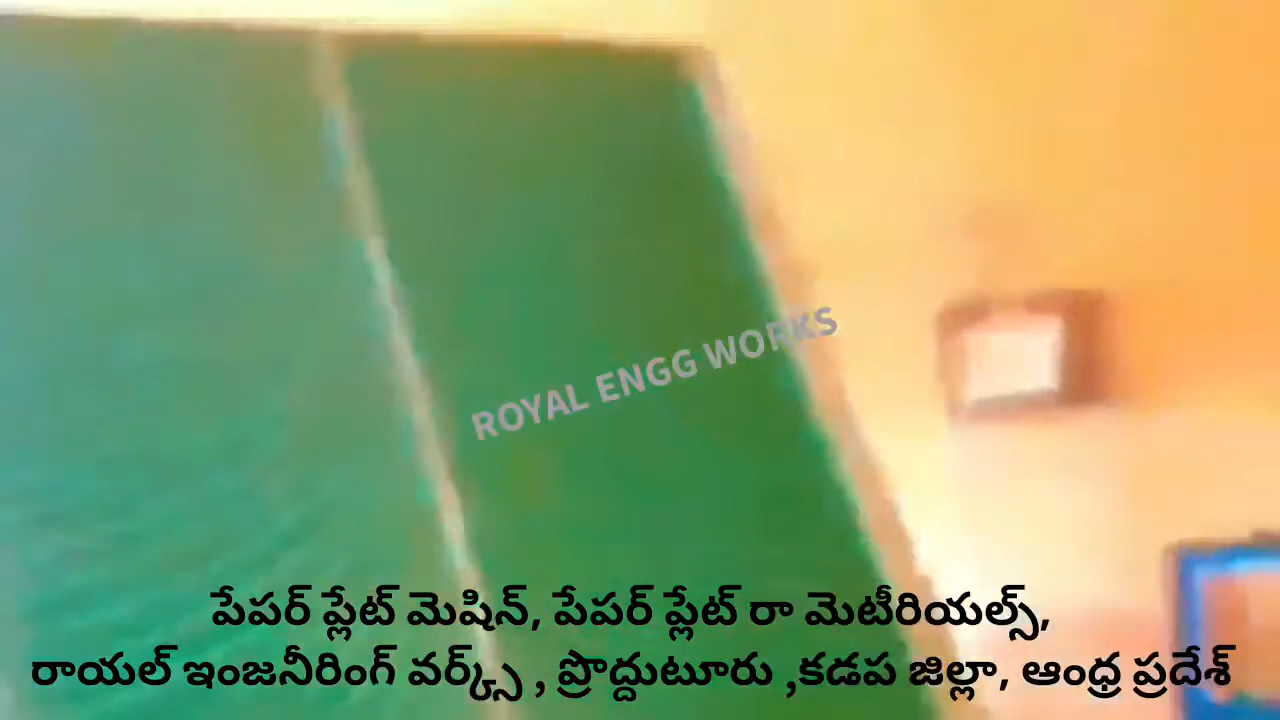 ROYAL ENGG WORKS
పేపర్ ప్లేట్ మెషిన్, పేపర్ ప్లేట్ రా మెటీరియల్స్,
రాయల్ ఇంజనీరింగ్ వర్క్స్ , ప్రొద్దుటూరు ,కడప జిల్లా, ఆంధ్ర ప్రదేశ్